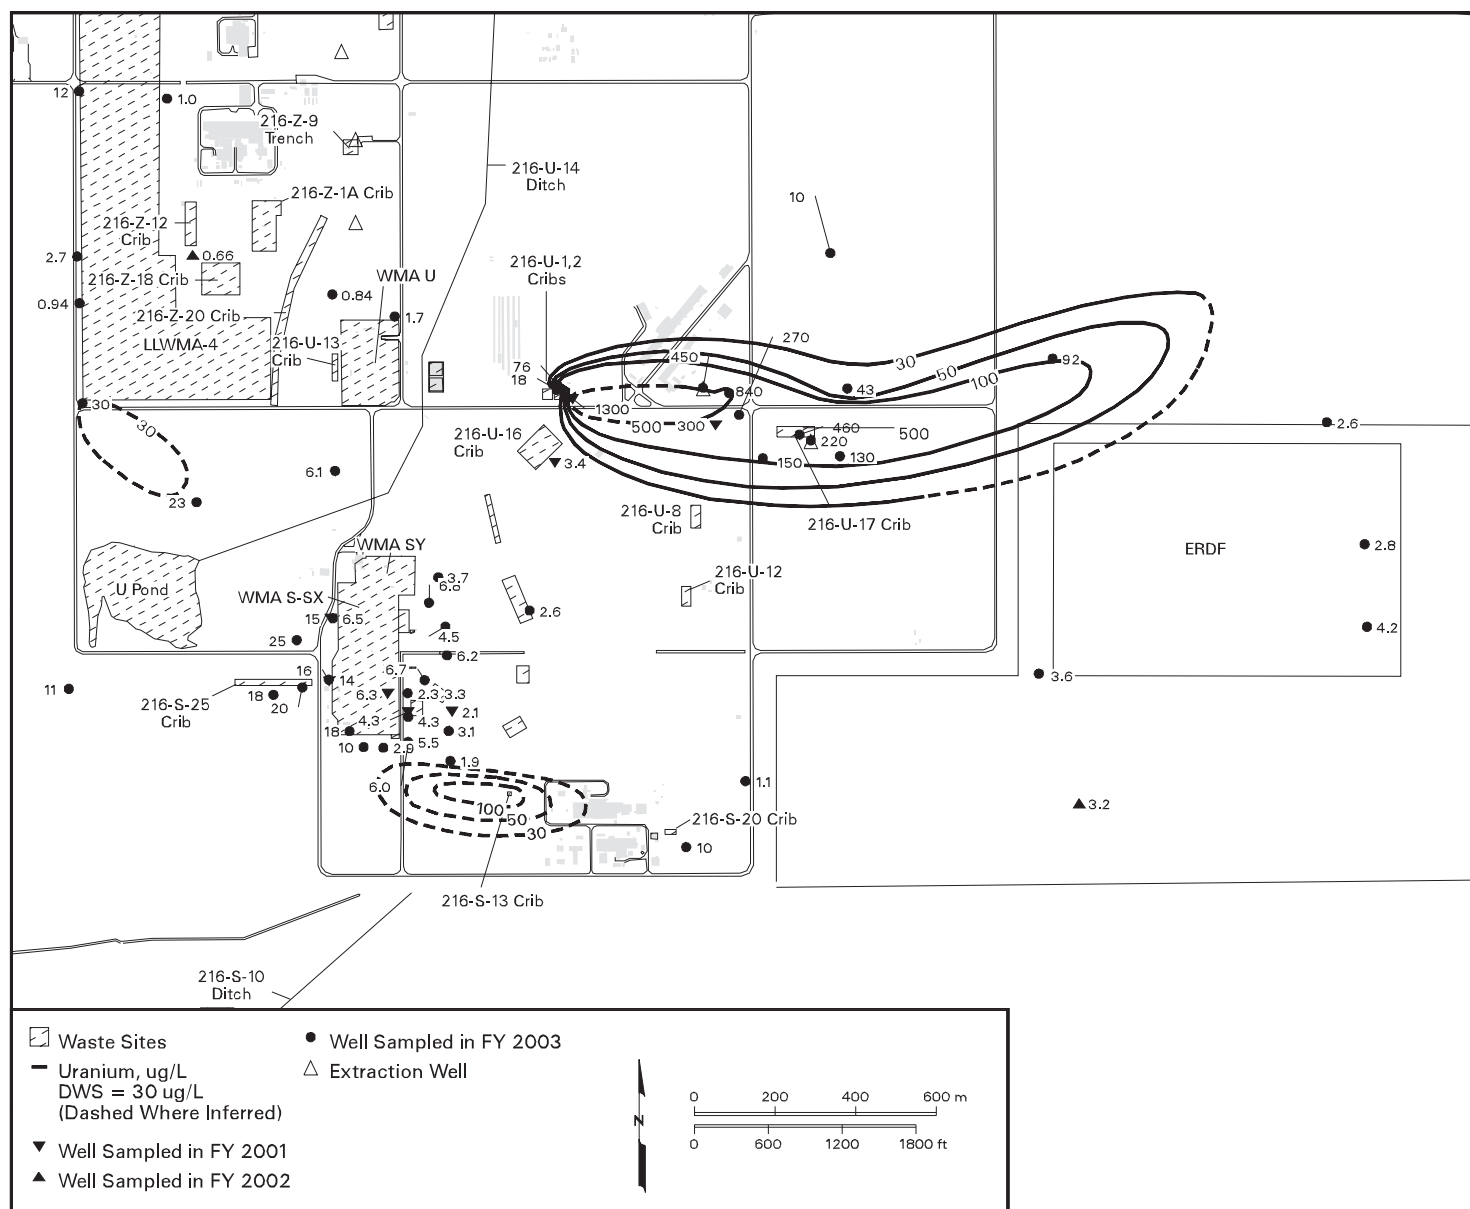 12
1.0
216-Z-9
Trench
216-U-14
Ditch
216-Z-1A Crib
10
216-Z-12
Crib
2.7
0.66
216-U-1,2
Cribs
216-Z-18 Crib
WMA U
0.94
0.84
216-Z-20 Crib
1.7
LLWMA-4
216-U-13
Crib
270
450
30
92
76
18
50
100
43
840
30
1300
30
500
300
460
500
220
2.6
216-U-16
Crib
3.4
150
130
6.1
23
216-U-8
Crib
216-U-17 Crib
WMA SY
ERDF
2.8
U Pond
3.7
6.8
216-U-12
Crib
WMA S-SX
15
6.5
2.6
4.2
25
4.5
6.2
16
14
6.7
3.6
11
216-S-25
Crib
18
20
6.3
2.3
3.3
2.1
4.3
4.3
18
3.1
10
2.9
5.5
1.9
6.0
1.1
100
50
30
3.2
216-S-20 Crib
10
216-S-13 Crib
216-S-10
Ditch
Waste Sites
Uranium, ug/L
DWS = 30 ug/L
(Dashed Where Inferred)
Well Sampled in FY 2001
Well Sampled in FY 2002
Well Sampled in FY 2003
Extraction Well
N
0 200 400 600 m
0 600 1200 1800 ft